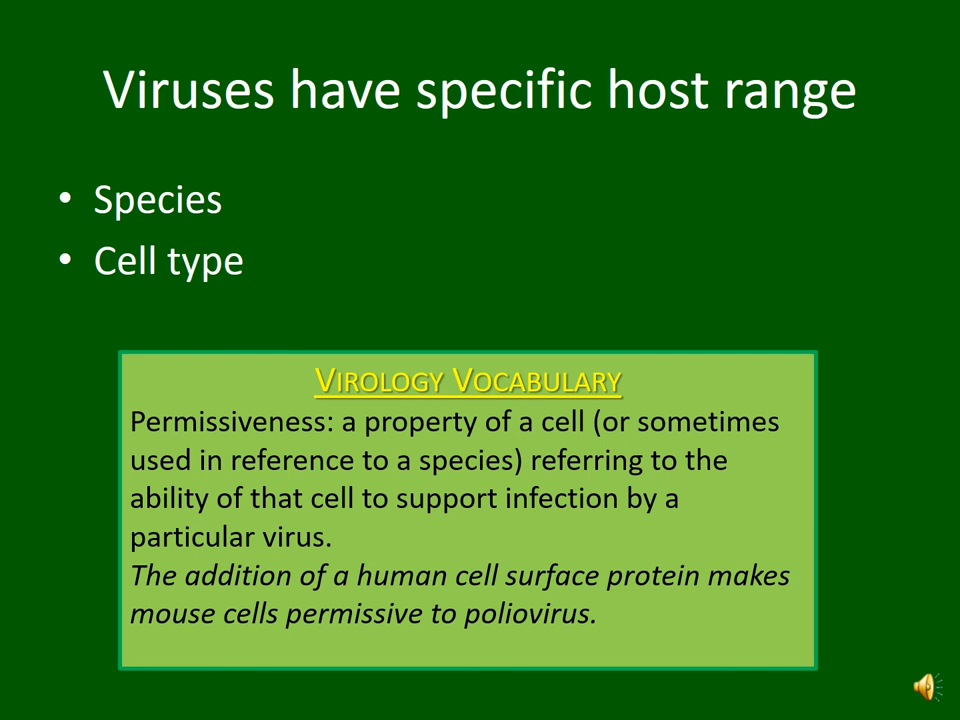 Viruses have specific host range
• Species
• Cell type
VIROLOGY VOCABULARY
Permissiveness: a property of a cell (or sometimes
used in reference to a species) referring to the
ability of that cell to support infection by a
particular virus.
The addition of a human cell surface protein makes
mouse cells permissive to poliovirus.